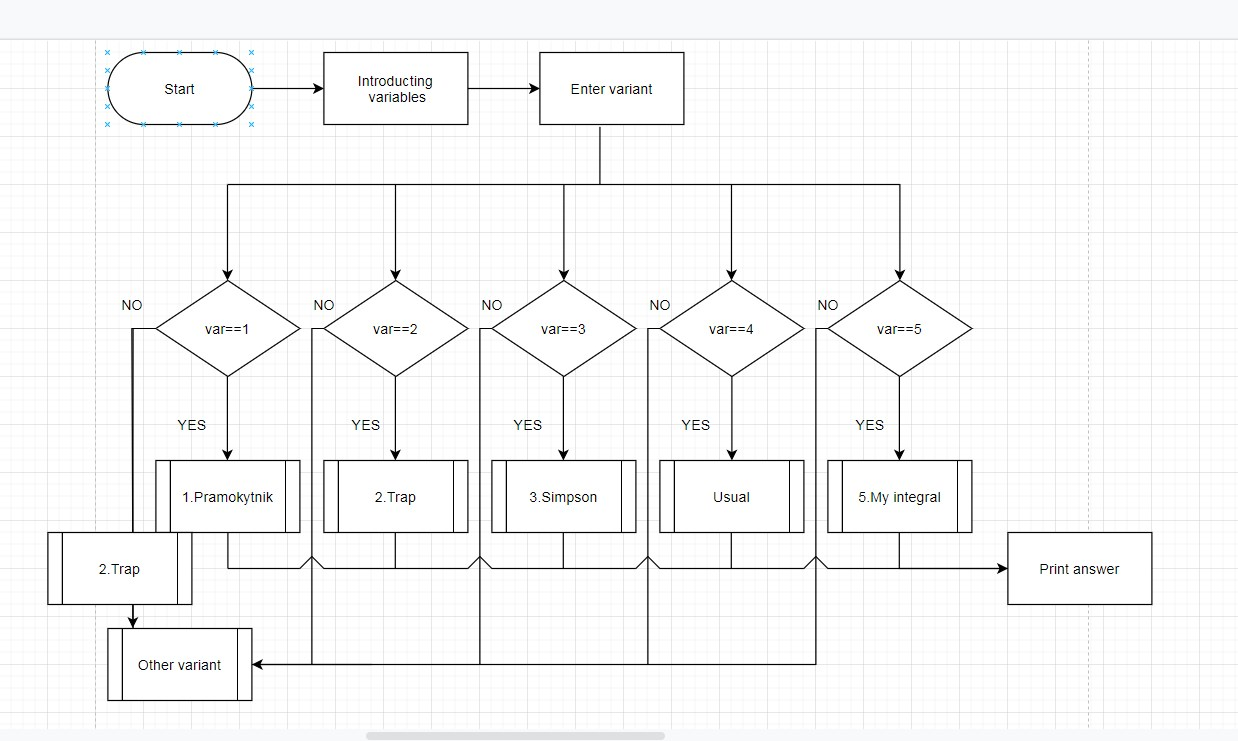 Start
Introducting
variables
Enter variant
NO
NO
NO
NO
NO
var==1
var==2
var==3
var==4
var==5
YES
YES
YES
YES
YES
1.Pramokytnik
2.Trap
3.Simpson
Usual
5.My integral
2.Trap
Print answer
Other variant